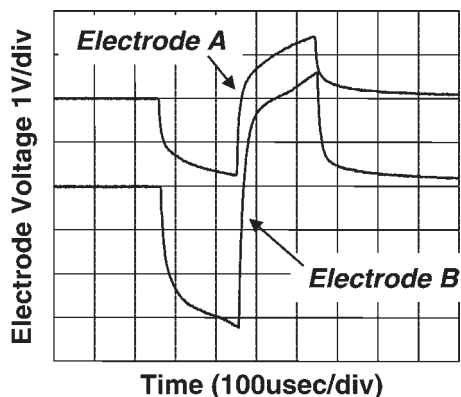 Electrode Voltage 1V/div
Electrode A
Electrode B
Time (100usec/div)